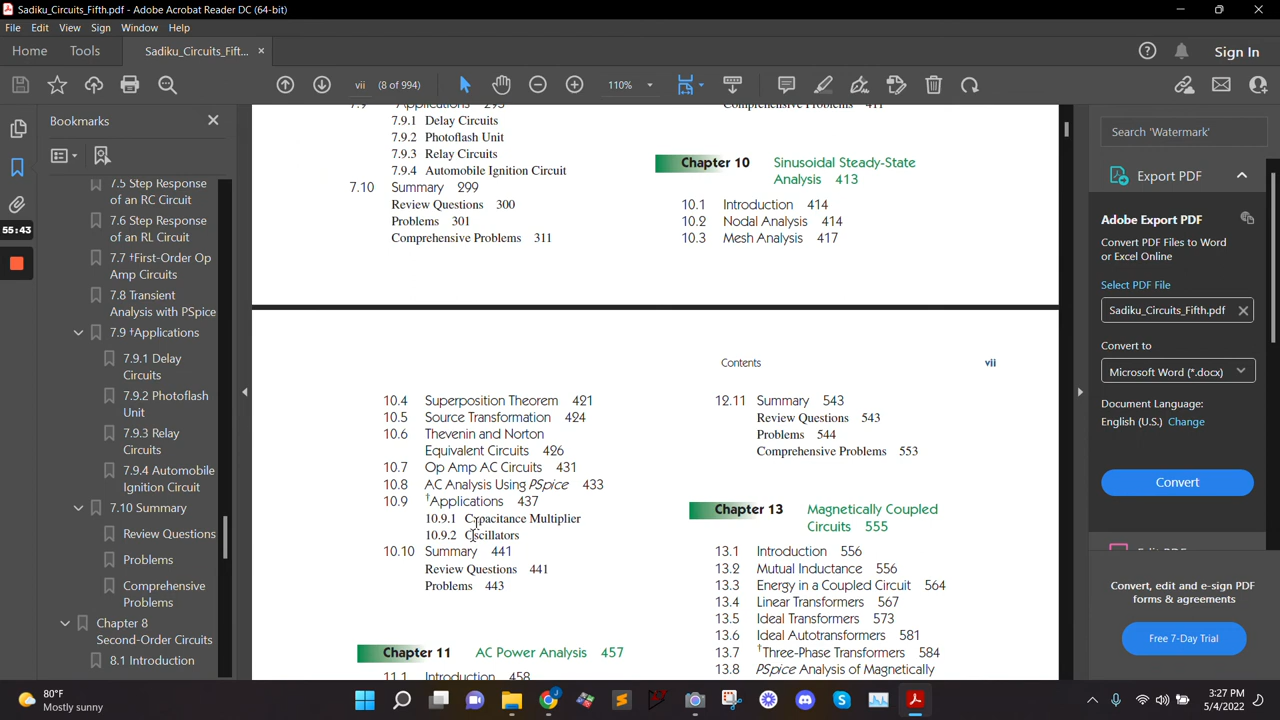 Sadiku_Circuits_Fifth.pdf - Adobe Acrobat Reader DC (64-bit)
File Edit View Sign Window Help
Home Tools Sadiku_Circuits_Fift... × Sign In
vii (8 of 994) 110%
Bookmarks
7.5 Step Response
of an RC Circuit
7.6 Step Response
of an RL Circuit
7.7 †First-Order Op
Amp Circuits
7.8 Transient
Analysis with PSpice
7.9 †Applications
7.9.1 Delay
Circuits
7.9.2 Photoflash
Unit
7.9.3 Relay
Circuits
7.9.4 Automobile
Ignition Circuit
7.10 Summary
Review Questions
Problems
Comprehensive
Problems
Chapter 8
Second-Order Circuits
8.1 Introduction
55:43
7.9 †Applications 295
7.9.1 Delay Circuits
7.9.2 Photoflash Unit
7.9.3 Relay Circuits
7.9.4 Automobile Ignition Circuit
7.10 Summary 299
Review Questions 300
Problems 301
Comprehensive Problems 311
Comprehensive Problems 411
Chapter 10 Sinusoidal Steady-State
Analysis 413
10.1 Introduction 414
10.2 Nodal Analysis 414
10.3 Mesh Analysis 417
Contents vii
10.4 Superposition Theorem 421
10.5 Source Transformation 424
10.6 Thevenin and Norton
Equivalent Circuits 426
10.7 Op Amp AC Circuits 431
10.8 AC Analysis Using PSpice 433
10.9 †Applications 437
10.9.1 Capacitance Multiplier
10.9.2 Oscillators
10.10 Summary 441
Review Questions 441
Problems 443
Chapter 11 AC Power Analysis 457
11.1 Introduction 458
12.11 Summary 543
Review Questions 543
Problems 544
Comprehensive Problems 553
Chapter 13 Magnetically Coupled
Circuits 555
13.1 Introduction 556
13.2 Mutual Inductance 556
13.3 Energy in a Coupled Circuit 564
13.4 Linear Transformers 567
13.5 Ideal Transformers 573
13.6 Ideal Autotransformers 581
13.7 †Three-Phase Transformers 584
13.8 PSpice Analysis of Magnetically
Search 'Watermark'
Export PDF
Adobe Export PDF
Convert PDF Files to Word
or Excel Online
Select PDF File
Sadiku_Circuits_Fifth.pdf
Convert to
Microsoft Word (*.docx)
Document Language:
English (U.S.) Change
Convert
Edit PDF
Convert, edit and e-sign PDF
forms & agreements
Free 7-Day Trial
80°F
Mostly sunny
3:27 PM
5/4/2022